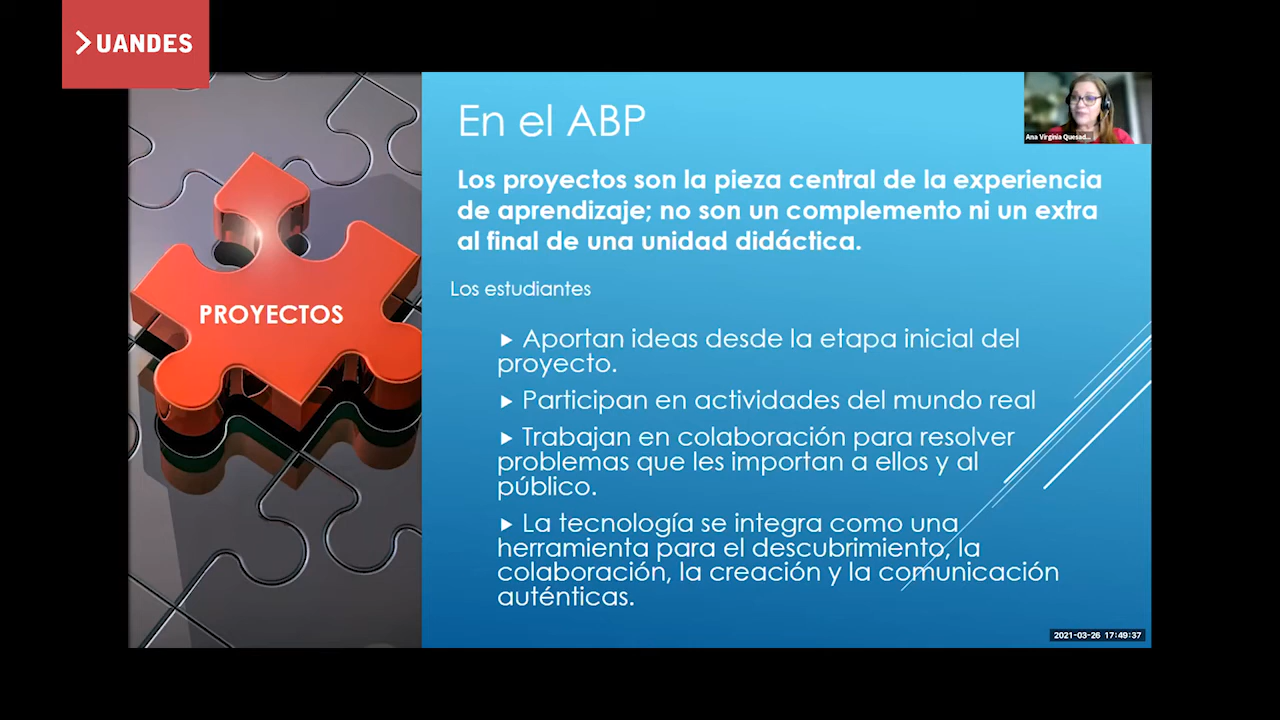 UANDES
En el ABP
Ana Virginia Quesad...
Los proyectos son la pieza central de la experiencia
de aprendizaje; no son un complemento ni un extra
al final de una unidad didáctica.
Los estudiantes
PROYECTOS
Aportan ideas desde la etapa inicial del
proyecto.
Participan en actividades del mundo real
Trabajan en colaboración para resolver
problemas que les importan a ellos y al
público.
La tecnología se integra como una
herramienta para el descubrimiento, la
colaboración, la creación y la comunicación
auténticas.
2021-03-26 17:49:37